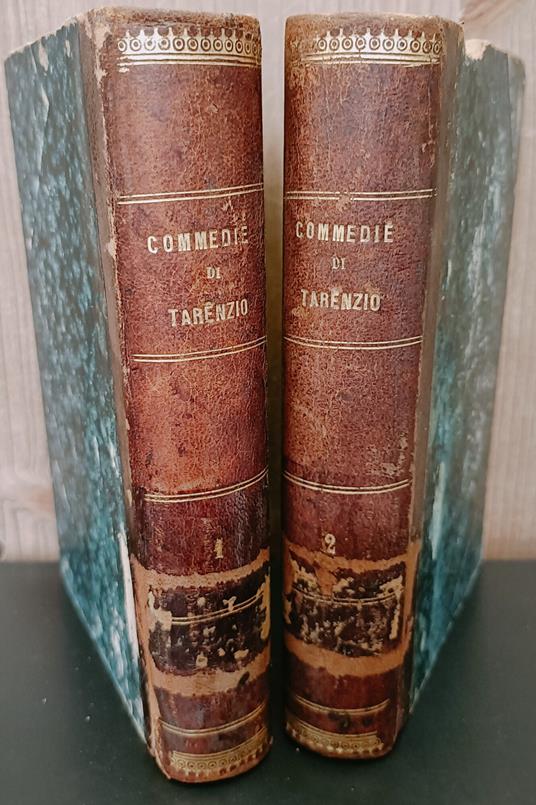 COMMEDIE
DI
TARENZIO
1
COMMEDIE
DI
TARENZIO
2